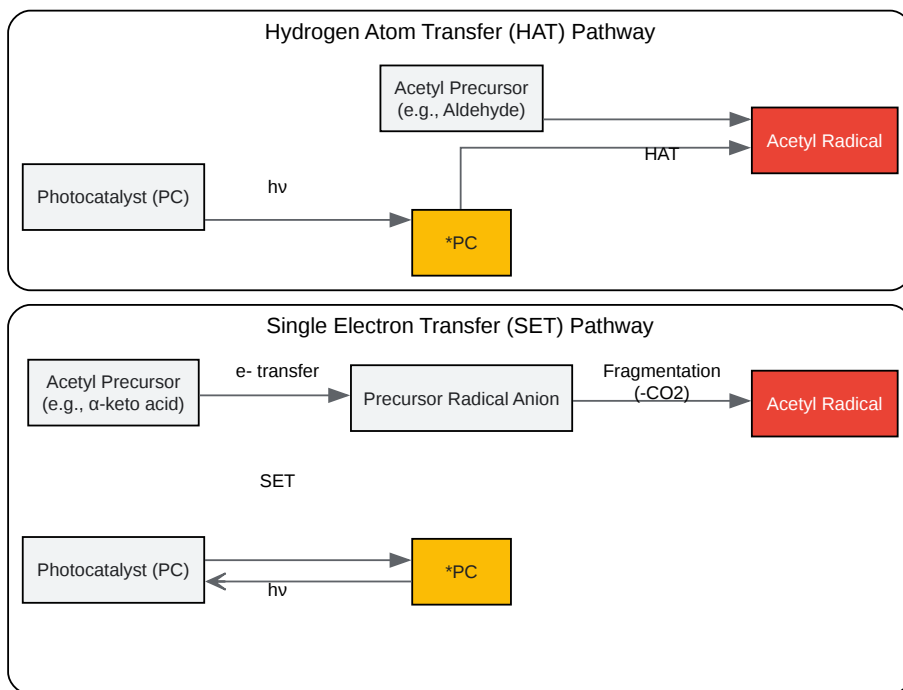 Hydrogen Atom Transfer (HAT) Pathway
Acetyl Precursor
(e.g., Aldehyde)
Acetyl Radical
HAT
Photocatalyst (PC)
hν
*PC
Single Electron Transfer (SET) Pathway
Acetyl Precursor
(e.g., α-keto acid)
e- transfer
Precursor Radical Anion
Fragmentation
(-CO2)
Acetyl Radical
SET
Photocatalyst (PC)
hν
*PC